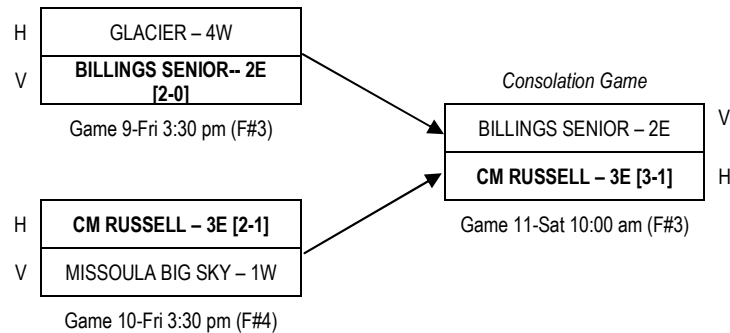 H GLACIER – 4W
V BILLINGS SENIOR-- 2E
[2-0]
Game 9-Fri 3:30 pm (F#3)
Consolation Game
BILLINGS SENIOR – 2E V
CM RUSSELL – 3E [3-1] H
Game 11-Sat 10:00 am (F#3)
H CM RUSSELL – 3E [2-1]
V MISSOULA BIG SKY – 1W
Game 10-Fri 3:30 pm (F#4)